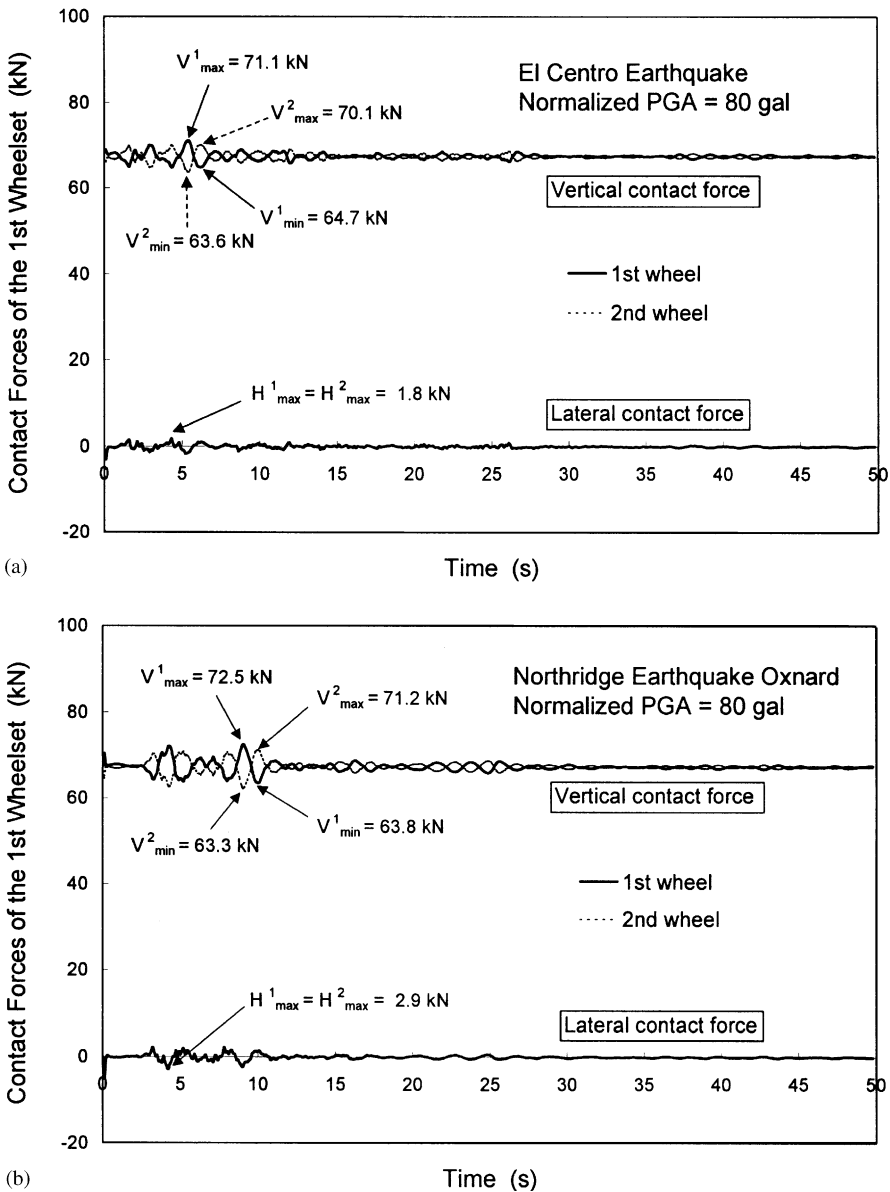 100
80
60
40
20
0
-20
0
5
10
15
20
25
30
35
40
45
50
Contact Forces of the 1st Wheelset (kN)
V¹max = 71.1 kN
V²max = 70.1 kN
El Centro Earthquake
Normalized PGA = 80 gal
Vertical contact force
V¹min = 64.7 kN
V²min = 63.6 kN
1st wheel
2nd wheel
H¹max = H²max = 1.8 kN
Lateral contact force
(a)
Time (s)
100
80
60
40
20
0
-20
0
5
10
15
20
25
30
35
40
45
50
Contact Forces of the 1st Wheelset (kN)
V¹max = 72.5 kN
V²max = 71.2 kN
Northridge Earthquake Oxnard
Normalized PGA = 80 gal
Vertical contact force
V¹min = 63.8 kN
V²min = 63.3 kN
1st wheel
2nd wheel
H¹max = H²max = 2.9 kN
Lateral contact force
(b)
Time (s)